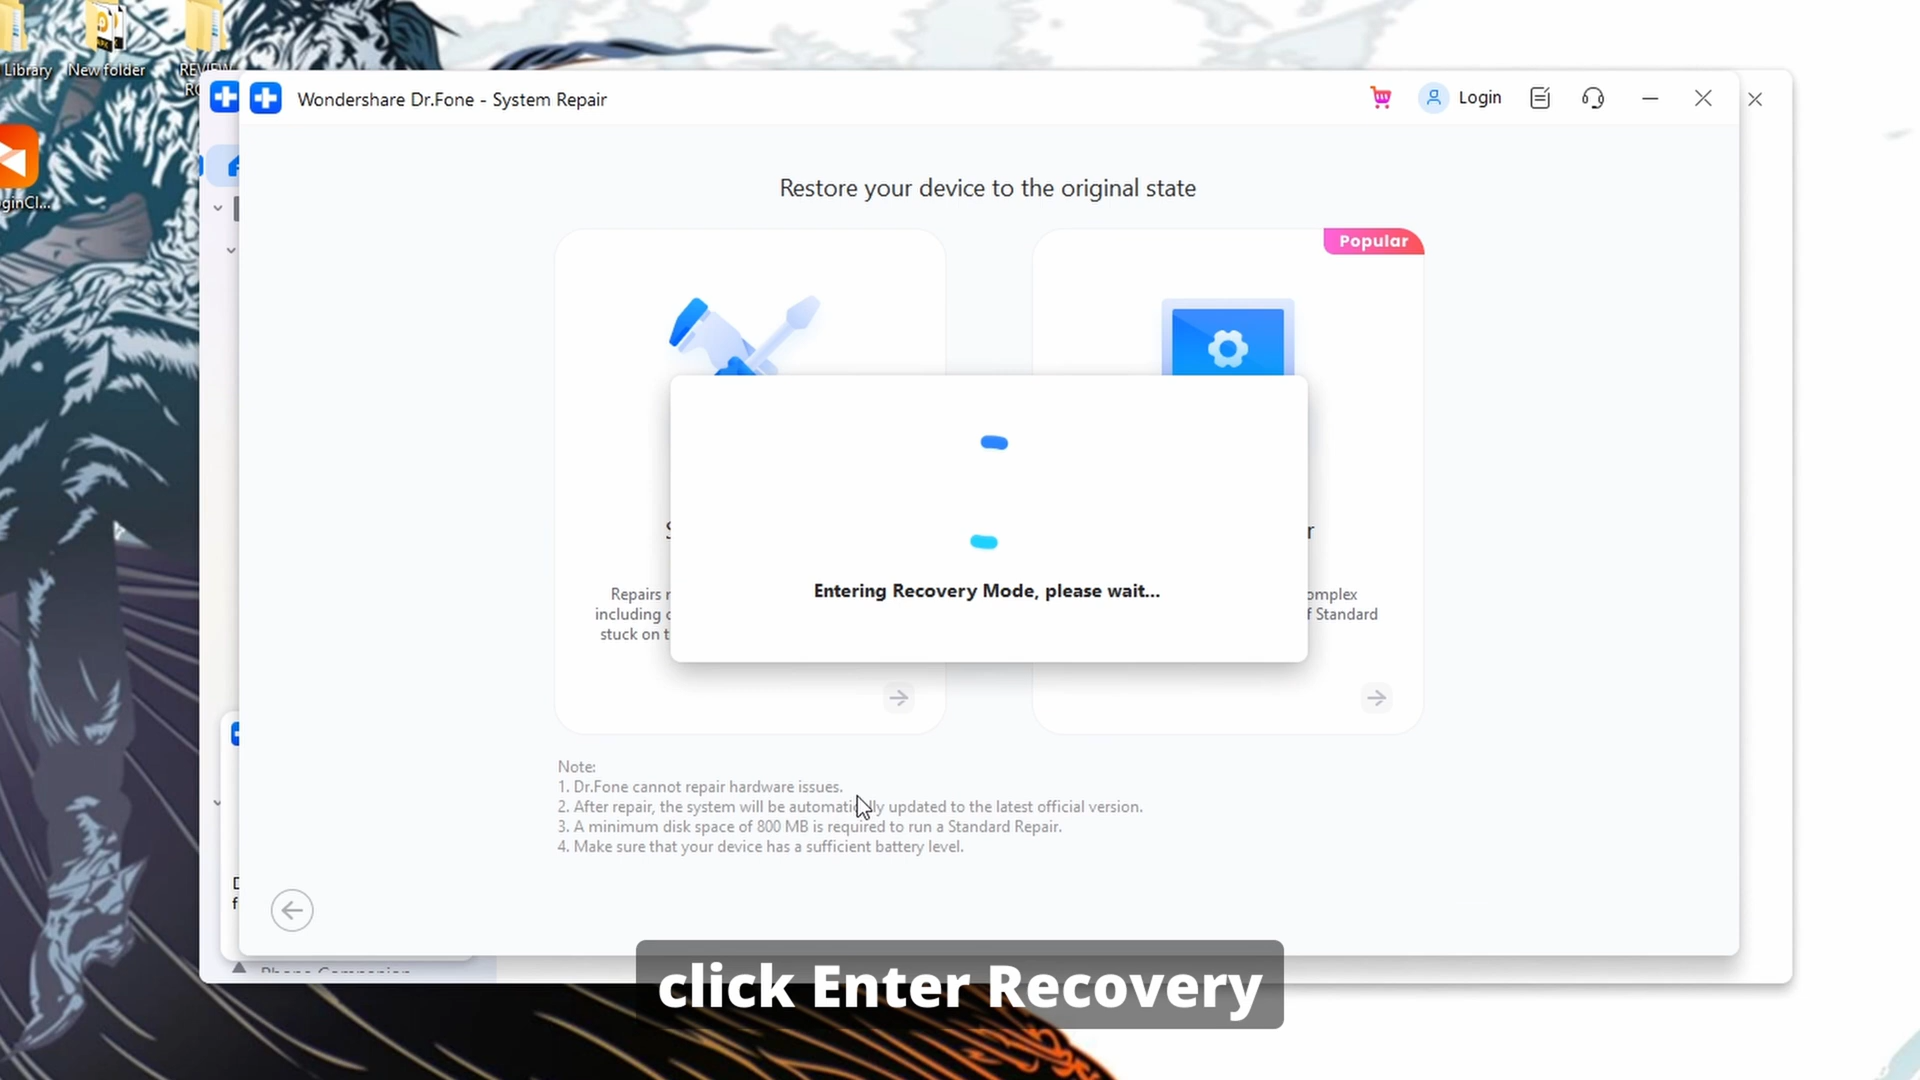 Library
New folder
REVIEW
Wondershare Dr.Fone - System Repair
Login
Restore your device to the original state
Popular
Entering Recovery Mode, please wait...
Repairs
including
stuck on
omplex
Standard
Note:
1. Dr.Fone cannot repair hardware issues.
2. After repair, the system will be automatically updated to the latest official version.
3. A minimum disk space of 800 MB is required to run a Standard Repair.
4. Make sure that your device has a sufficient battery level.
click Enter Recovery